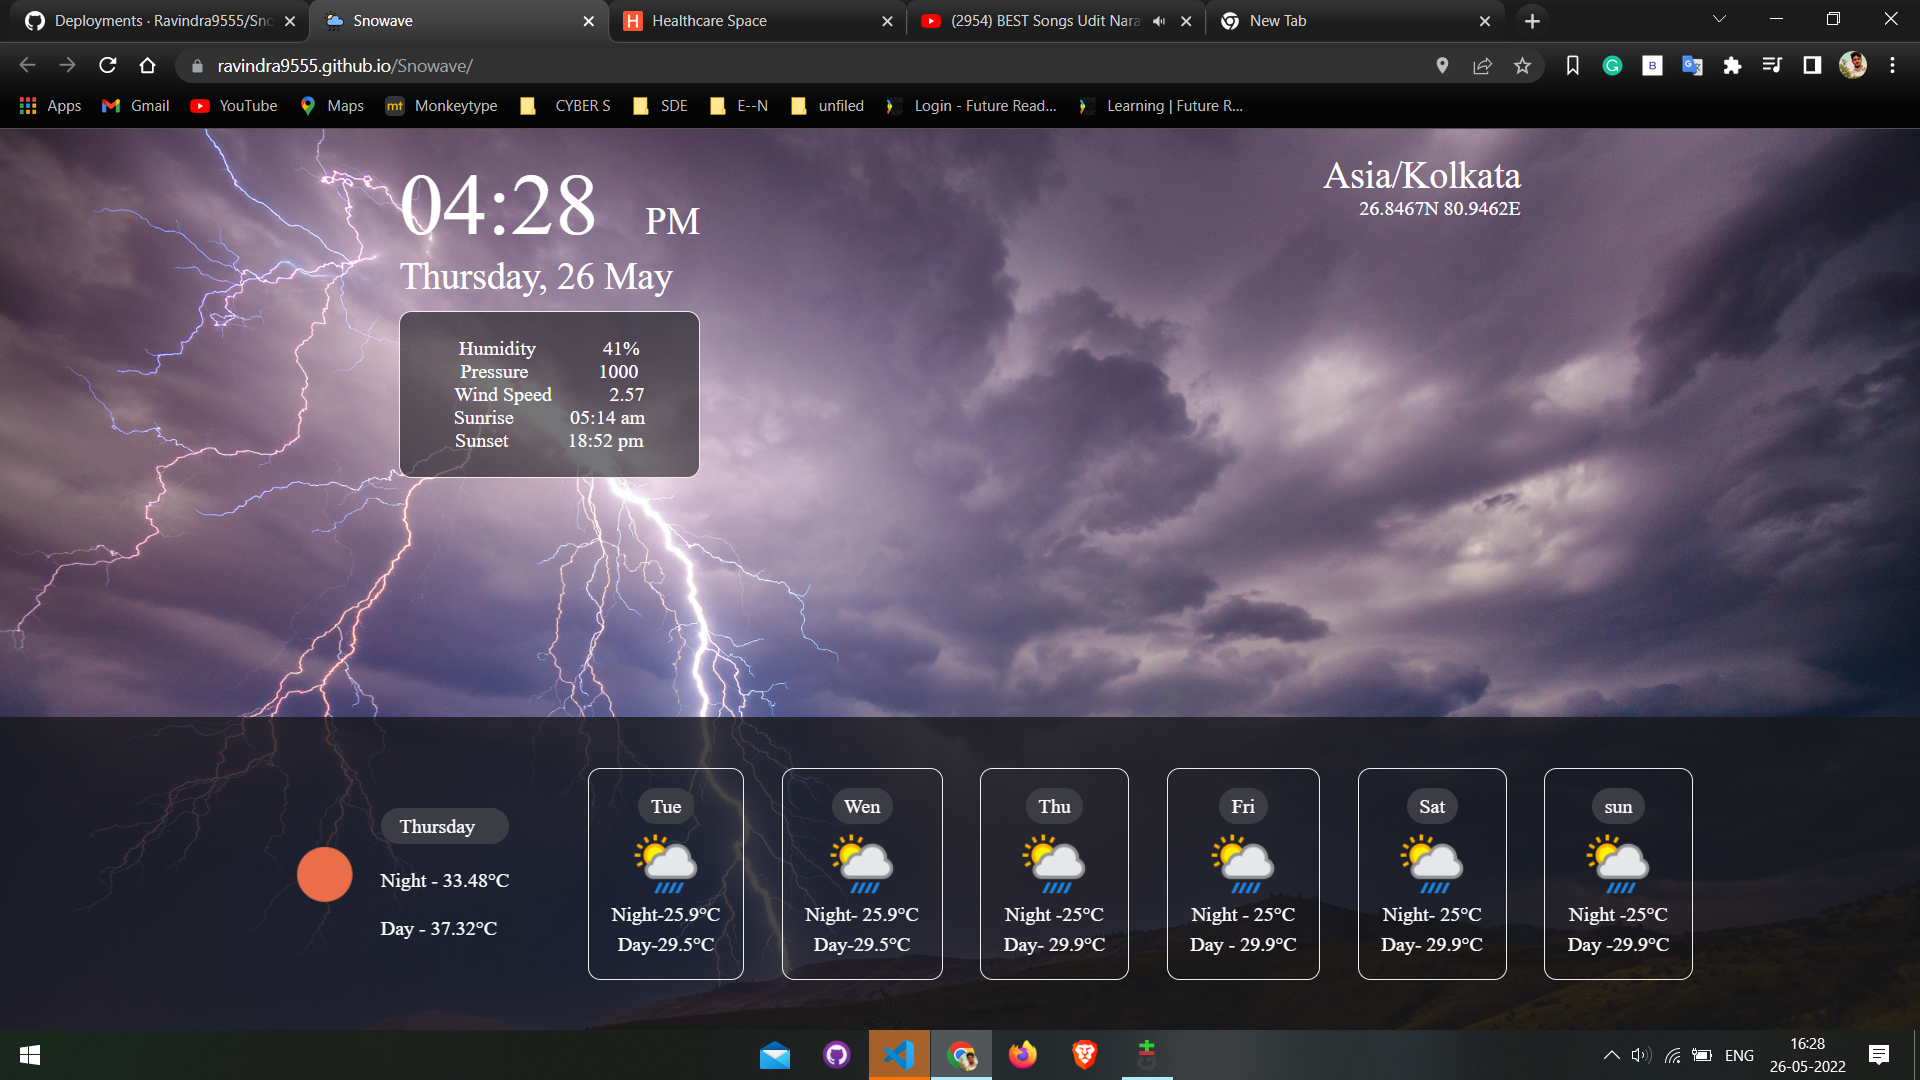 Deployments · Ravindra9555/Sno
Snowave
Healthcare Space
(2954) BEST Songs Udit Nara
New Tab
ravindra9555.github.io/Snowave/
Apps
Gmail
YouTube
Maps
mt Monkeytype
CYBER S
SDE
E--N
unfiled
Login - Future Read...
Learning | Future R...
04:28 PM
Thursday, 26 May
Asia/Kolkata
26.8467N 80.9462E
Humidity 41%
Pressure 1000
Wind Speed 2.57
Sunrise 05:14 am
Sunset 18:52 pm
Thursday
Night - 33.48°C
Day - 37.32°C
Tue
Night-25.9°C
Day-29.5°C
Wen
Night- 25.9°C
Day-29.5°C
Thu
Night -25°C
Day- 29.9°C
Fri
Night - 25°C
Day - 29.9°C
Sat
Night- 25°C
Day- 29.9°C
sun
Night -25°C
Day -29.9°C
ENG
16:28
26-05-2022